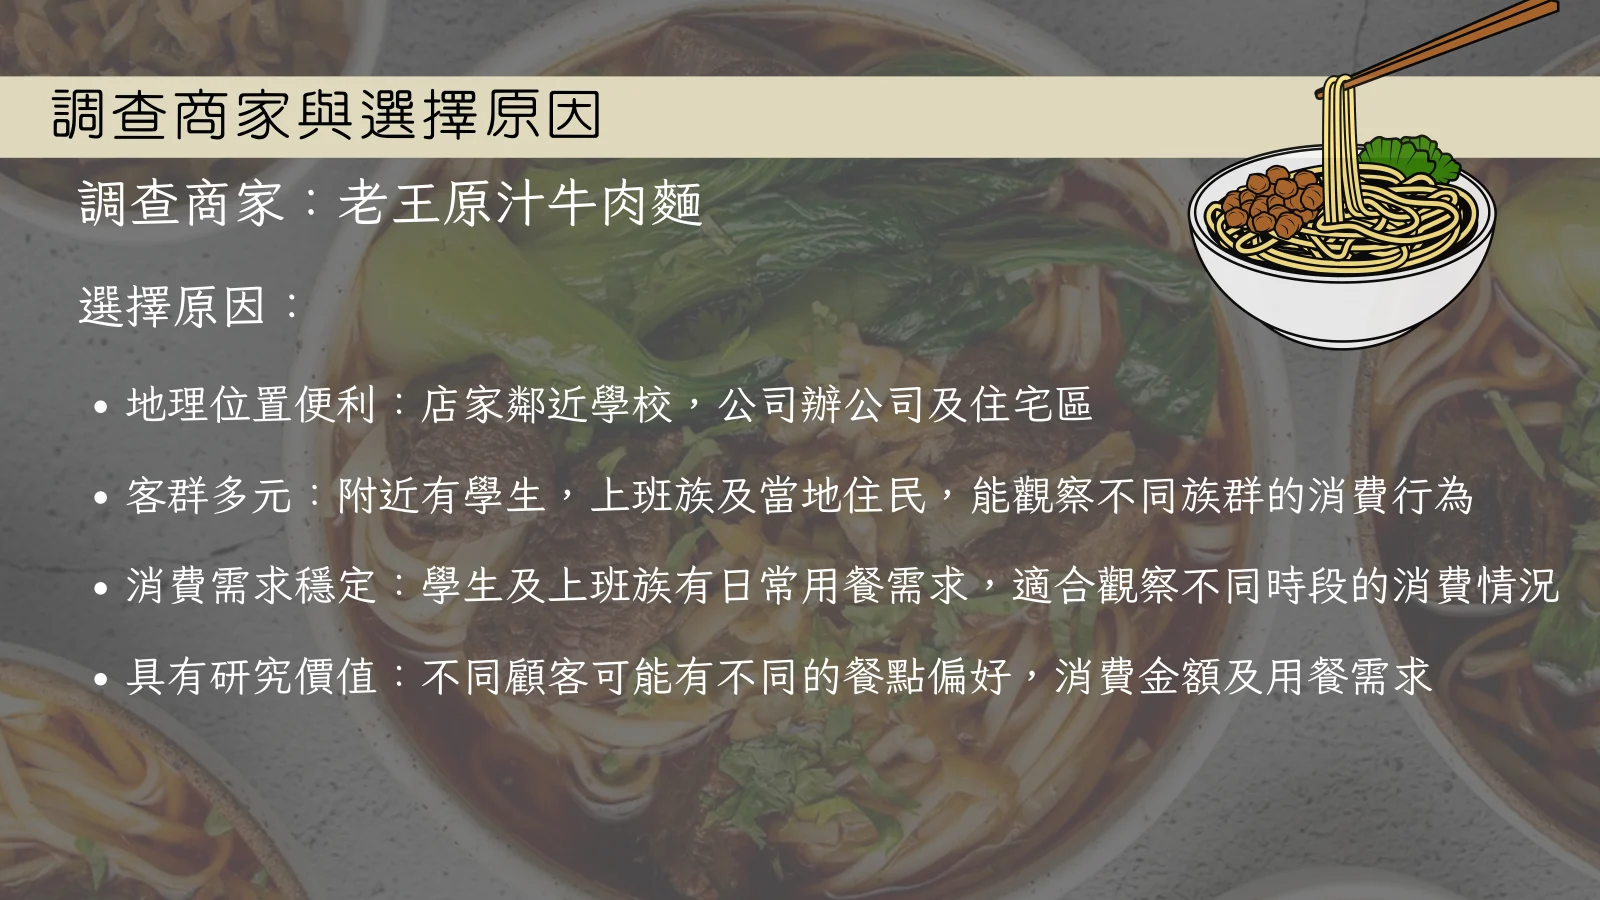 調查商家與選擇原因
調查商家：老王原汁牛肉麵
選擇原因：
• 地理位置便利：店家鄰近學校，公司辦公司及住宅區
• 客群多元：附近有學生，上班族及當地住民，能觀察不同族群的消費行為
• 消費需求穩定：學生及上班族有日常用餐需求，適合觀察不同時段的消費情況
• 具有研究價值：不同顧客可能有不同的餐點偏好，消費金額及用餐需求